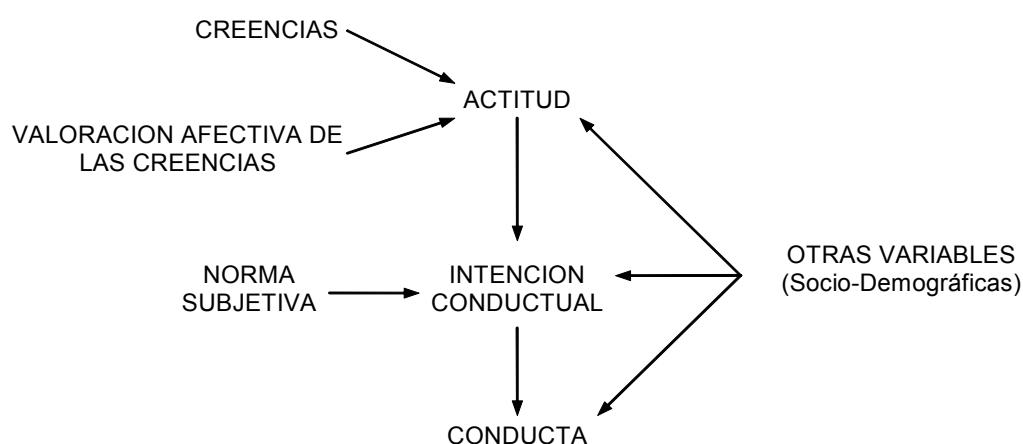 CREENCIAS
ACTITUD
VALORACION AFECTIVA DE
LAS CREENCIAS
OTRAS VARIABLES
(Socio-Demográficas)
NORMA
SUBJETIVA
INTENCION
CONDUCTUAL
CONDUCTA